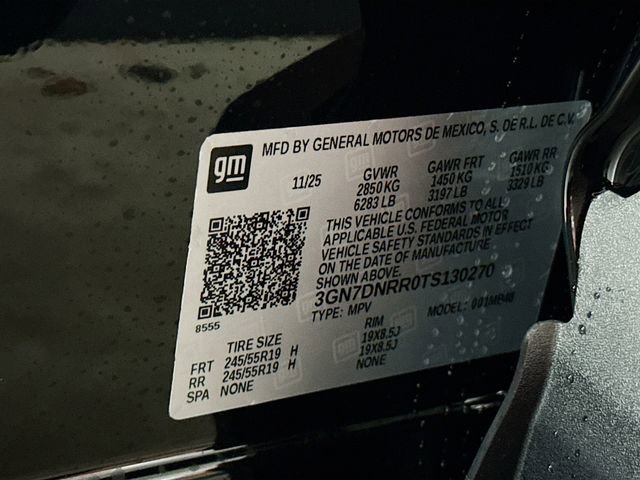 gm
MFD BY GENERAL MOTORS DE MEXICO, S. DE R.L. DE C.V.
11/25
GVWR
2850 KG
6283 LB
GAWR FRT
1450 KG
3197 LB
GAWR RR
1510 KG
3329 LB
THIS VEHICLE CONFORMS TO ALL
APPLICABLE U.S. FEDERAL MOTOR
VEHICLE SAFETY STANDARDS IN EFFECT
ON THE DATE OF MANUFACTURE
SHOWN ABOVE.
3GN7DNRR0TS130270
TYPE: MPV
MODEL: 001MB48
8555
TIRE SIZE
RIM
FRT 245/55R19 H 19X8.5J
RR 245/55R19 H 19X8.5J
SPA NONE NONE